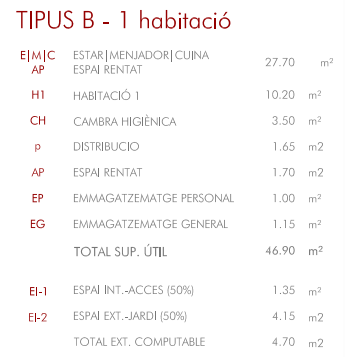 TIPUS B - 1 habitació
E|M|C ESTAR|MENJADOR|CUINA 27.70 m²
AP ESPAI RENTAT
H1 HABITACIÓ 1 10.20 m²
CH CAMBRA HIGIÈNICA 3.50 m²
p DISTRIBUCIO 1.65 m2
AP ESPAI RENTAT 1.70 m2
EP EMMAGATZEMATGE PERSONAL 1.00 m²
EG EMMAGATZEMATGE GENERAL 1.15 m²
TOTAL SUP. ÚTIL 46.90 m²
EI-1 ESPAI INT.-ACCES (50%) 1.35 m²
EI-2 ESPAI EXT.-JARDÍ (50%) 4.15 m2
TOTAL EXT. COMPUTABLE 4.70 m2